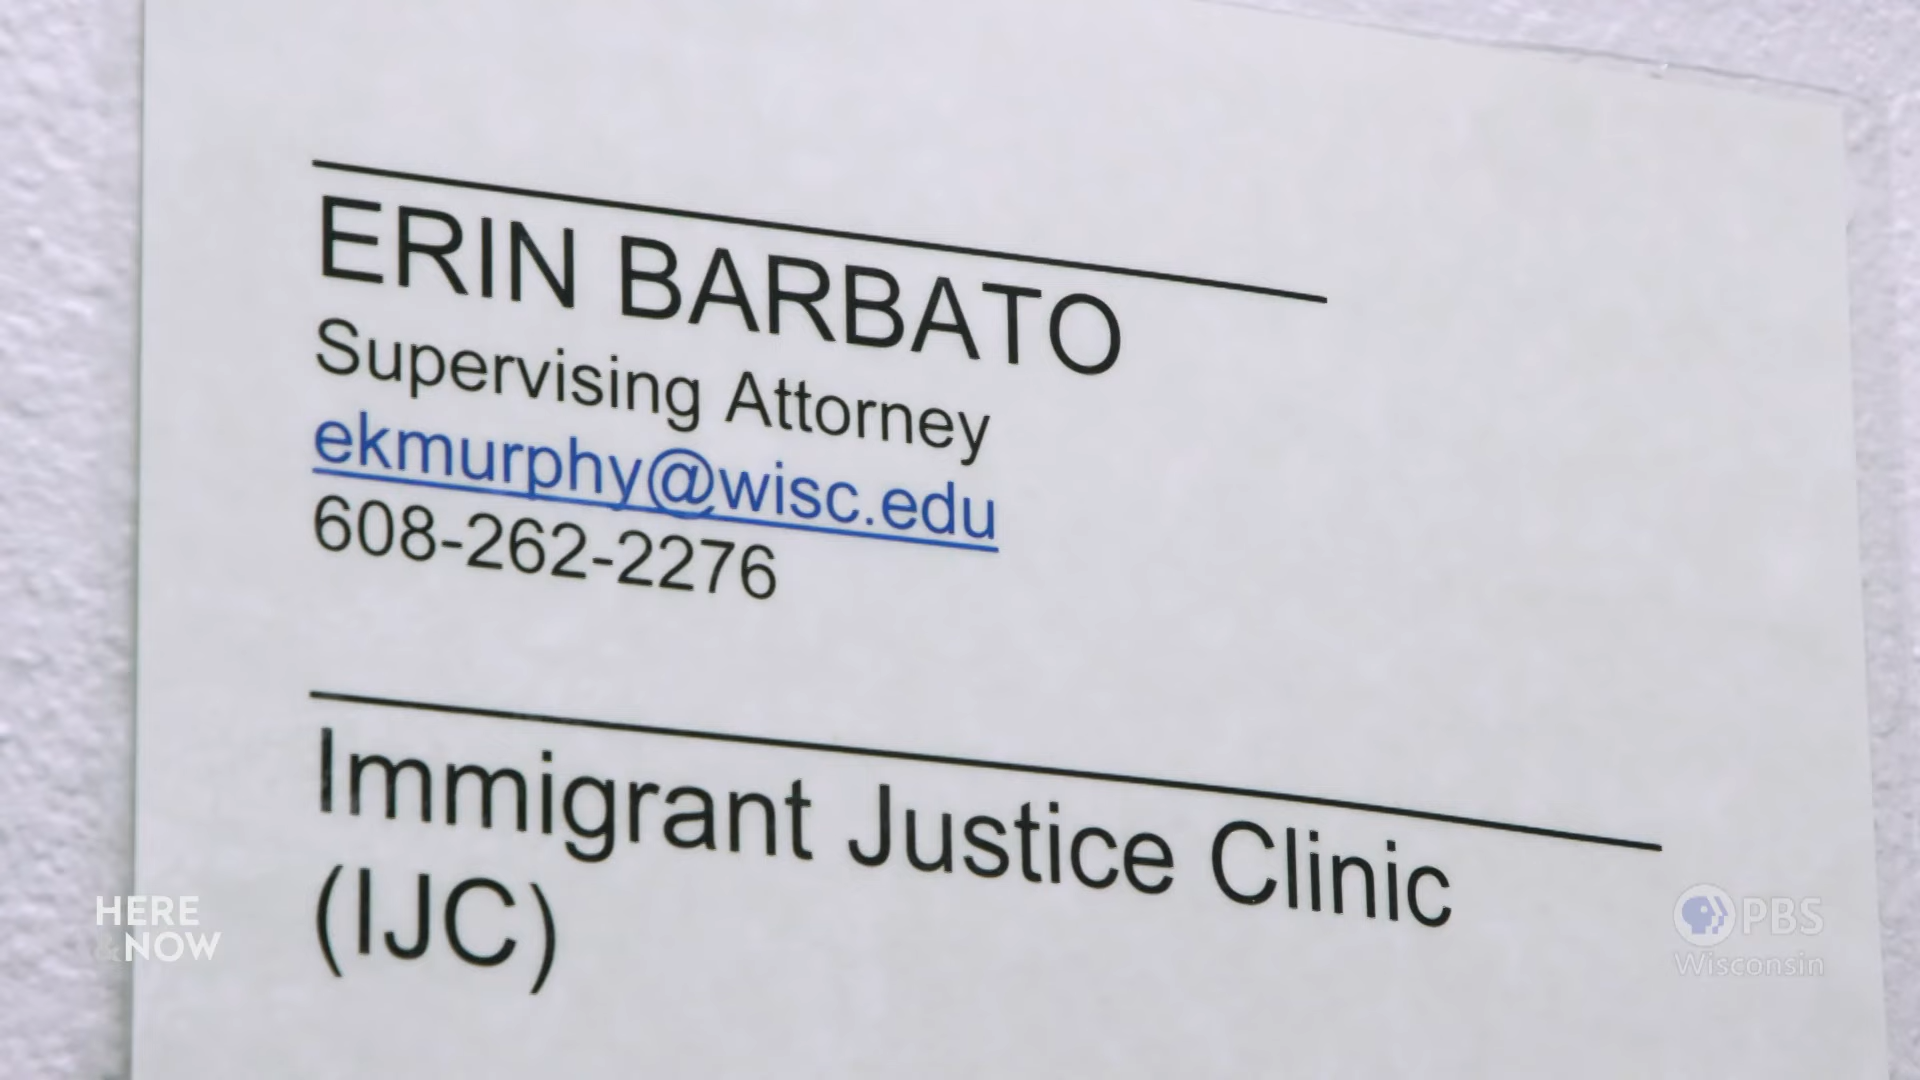 ERIN BARBATO
Supervising Attorney
ekmurphy@wisc.edu
608-262-2276
Immigrant Justice Clinic
(IJC)
HERE
&NOW
PBS
Wisconsin